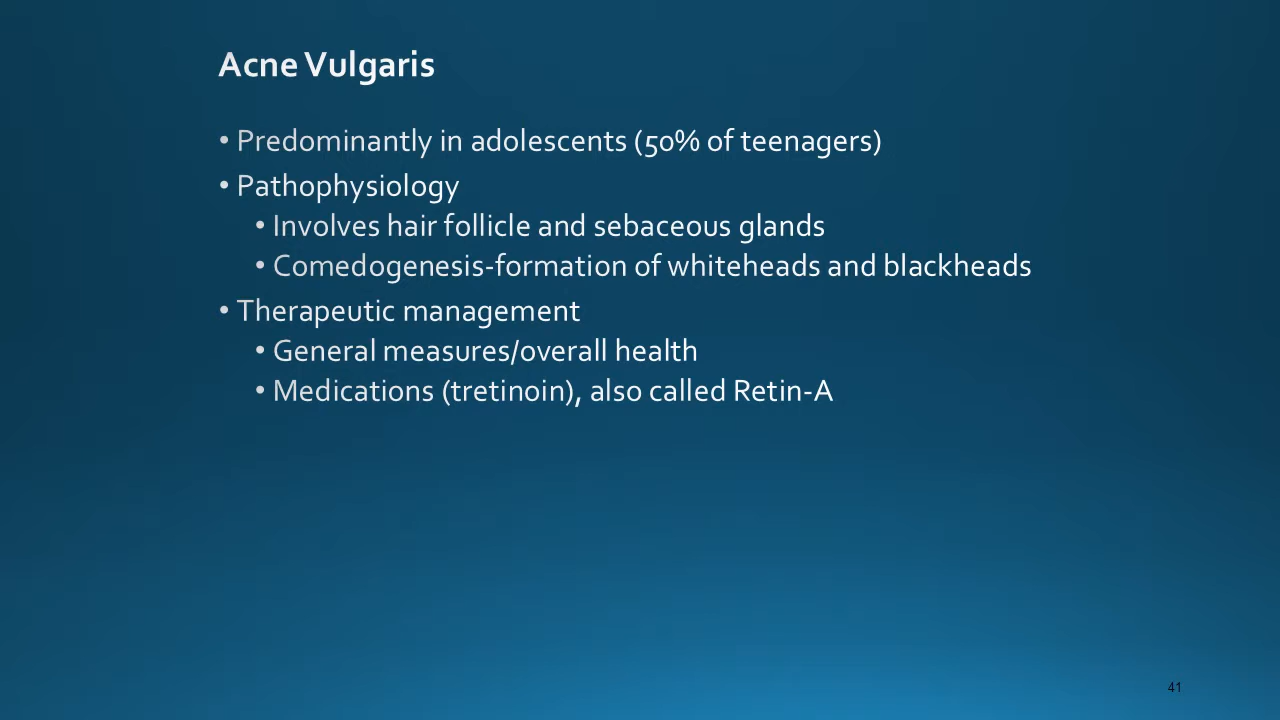 Acne Vulgaris
• Predominantly in adolescents (50% of teenagers)
• Pathophysiology
• Involves hair follicle and sebaceous glands
• Comedogenesis-formation of whiteheads and blackheads
• Therapeutic management
• General measures/overall health
• Medications (tretinoin), also called Retin-A
41